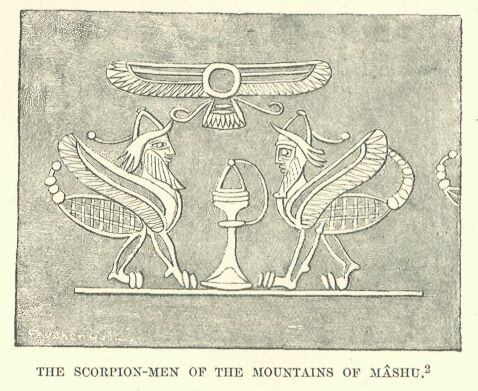 THE SCORPION-MEN OF THE MOUNTAINS OF MÂSHU.²